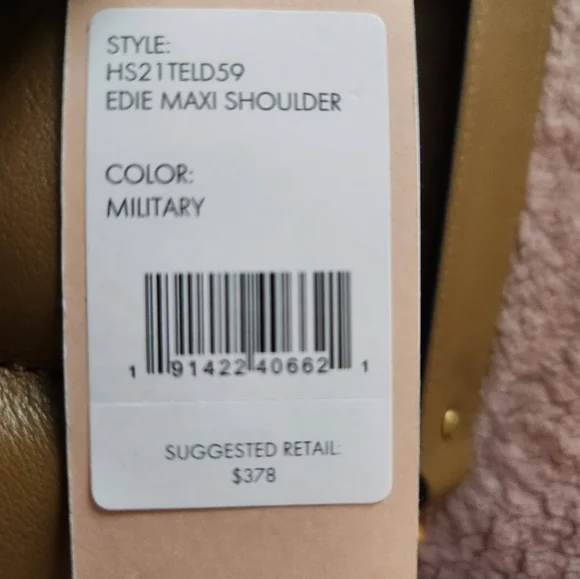 STYLE:
HS21TELD59
EDIE MAXI SHOULDER
COLOR:
MILITARY
1 91422 40662 1
SUGGESTED RETAIL:
$378